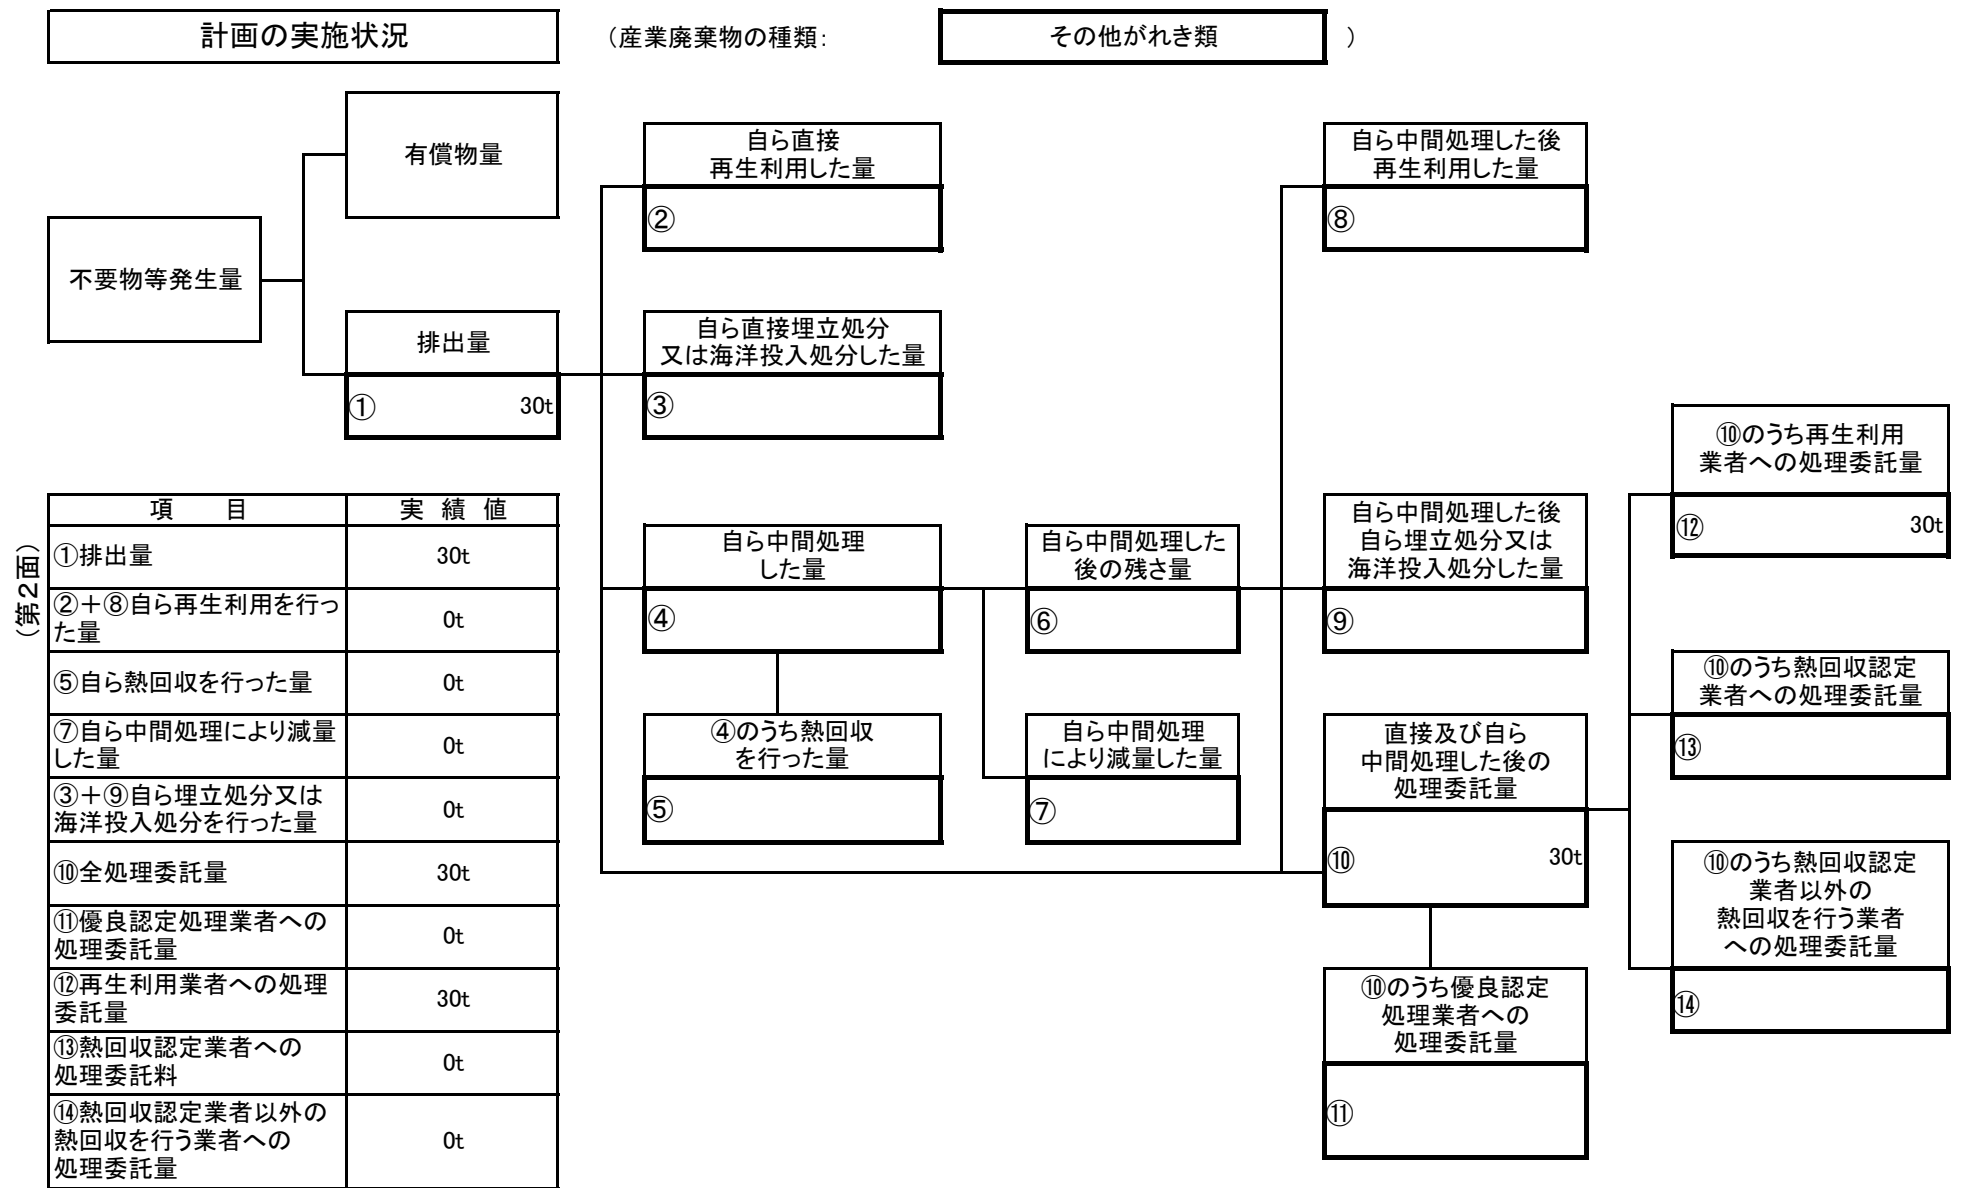 計画の実施状況
（産業廃棄物の種類：
その他がれき類
）
有償物量
自ら直接
再生利用した量
②
自ら中間処理した後
再生利用した量
⑧
不要物等発生量
排出量
① 30t
自ら直接埋立処分
又は海洋投入処分した量
③
⑩のうち再生利用
業者への処理委託量
⑫ 30t
自ら中間処理
した量
④
自ら中間処理した
後の残さ量
⑥
自ら中間処理した後
自ら埋立処分又は
海洋投入処分した量
⑨
⑩のうち熱回収認定
業者への処理委託量
⑬
④のうち熱回収
を行った量
⑤
自ら中間処理
により減量した量
⑦
直接及び自ら
中間処理した後の
処理委託量
⑩ 30t
⑩のうち熱回収認定
業者以外の
熱回収を行う業者
への処理委託量
⑭
⑩のうち優良認定
処理業者への
処理委託量
⑪
（第２面）
項　　目 実 績 値
①排出量 30t
②＋⑧自ら再生利用を行っ
た量 0t
⑤自ら熱回収を行った量 0t
⑦自ら中間処理により減量
した量 0t
③＋⑨自ら埋立処分又は
海洋投入処分を行った量 0t
⑩全処理委託量 30t
⑪優良認定処理業者への
処理委託量 0t
⑫再生利用業者への処理
委託量 30t
⑬熱回収認定業者への
処理委託料 0t
⑭熱回収認定業者以外の
熱回収を行う業者への
処理委託量 0t